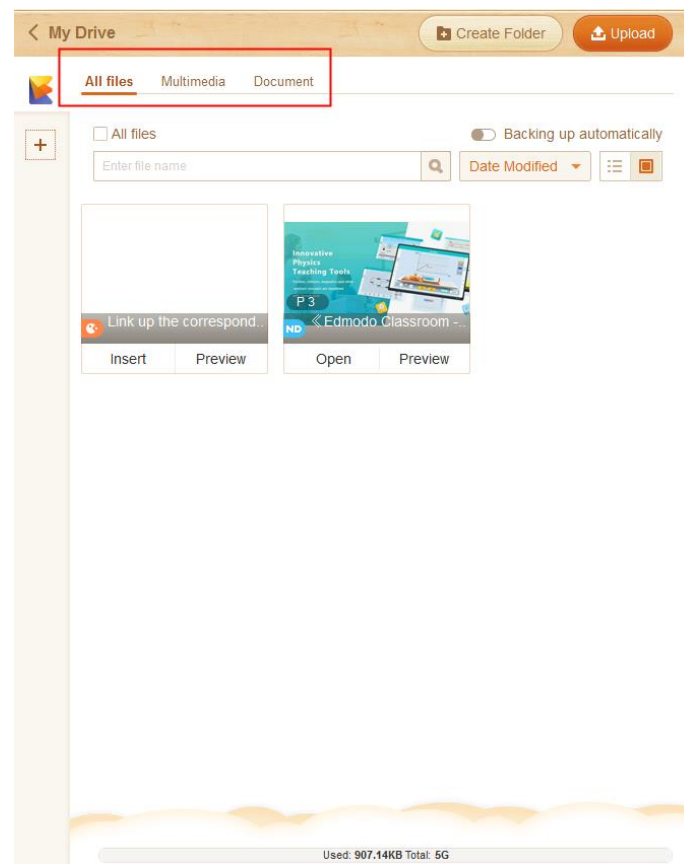 My Drive
Create Folder
Upload
All files Multimedia Document
All files
Backing up automatically
Enter file name
Date Modified
Innovative
Physics
Teaching Tools
P 3
Link up the correspond..
ND
《Edmodo Classroom -..
Insert Preview
Open Preview
Used: 907.14KB Total: 5G